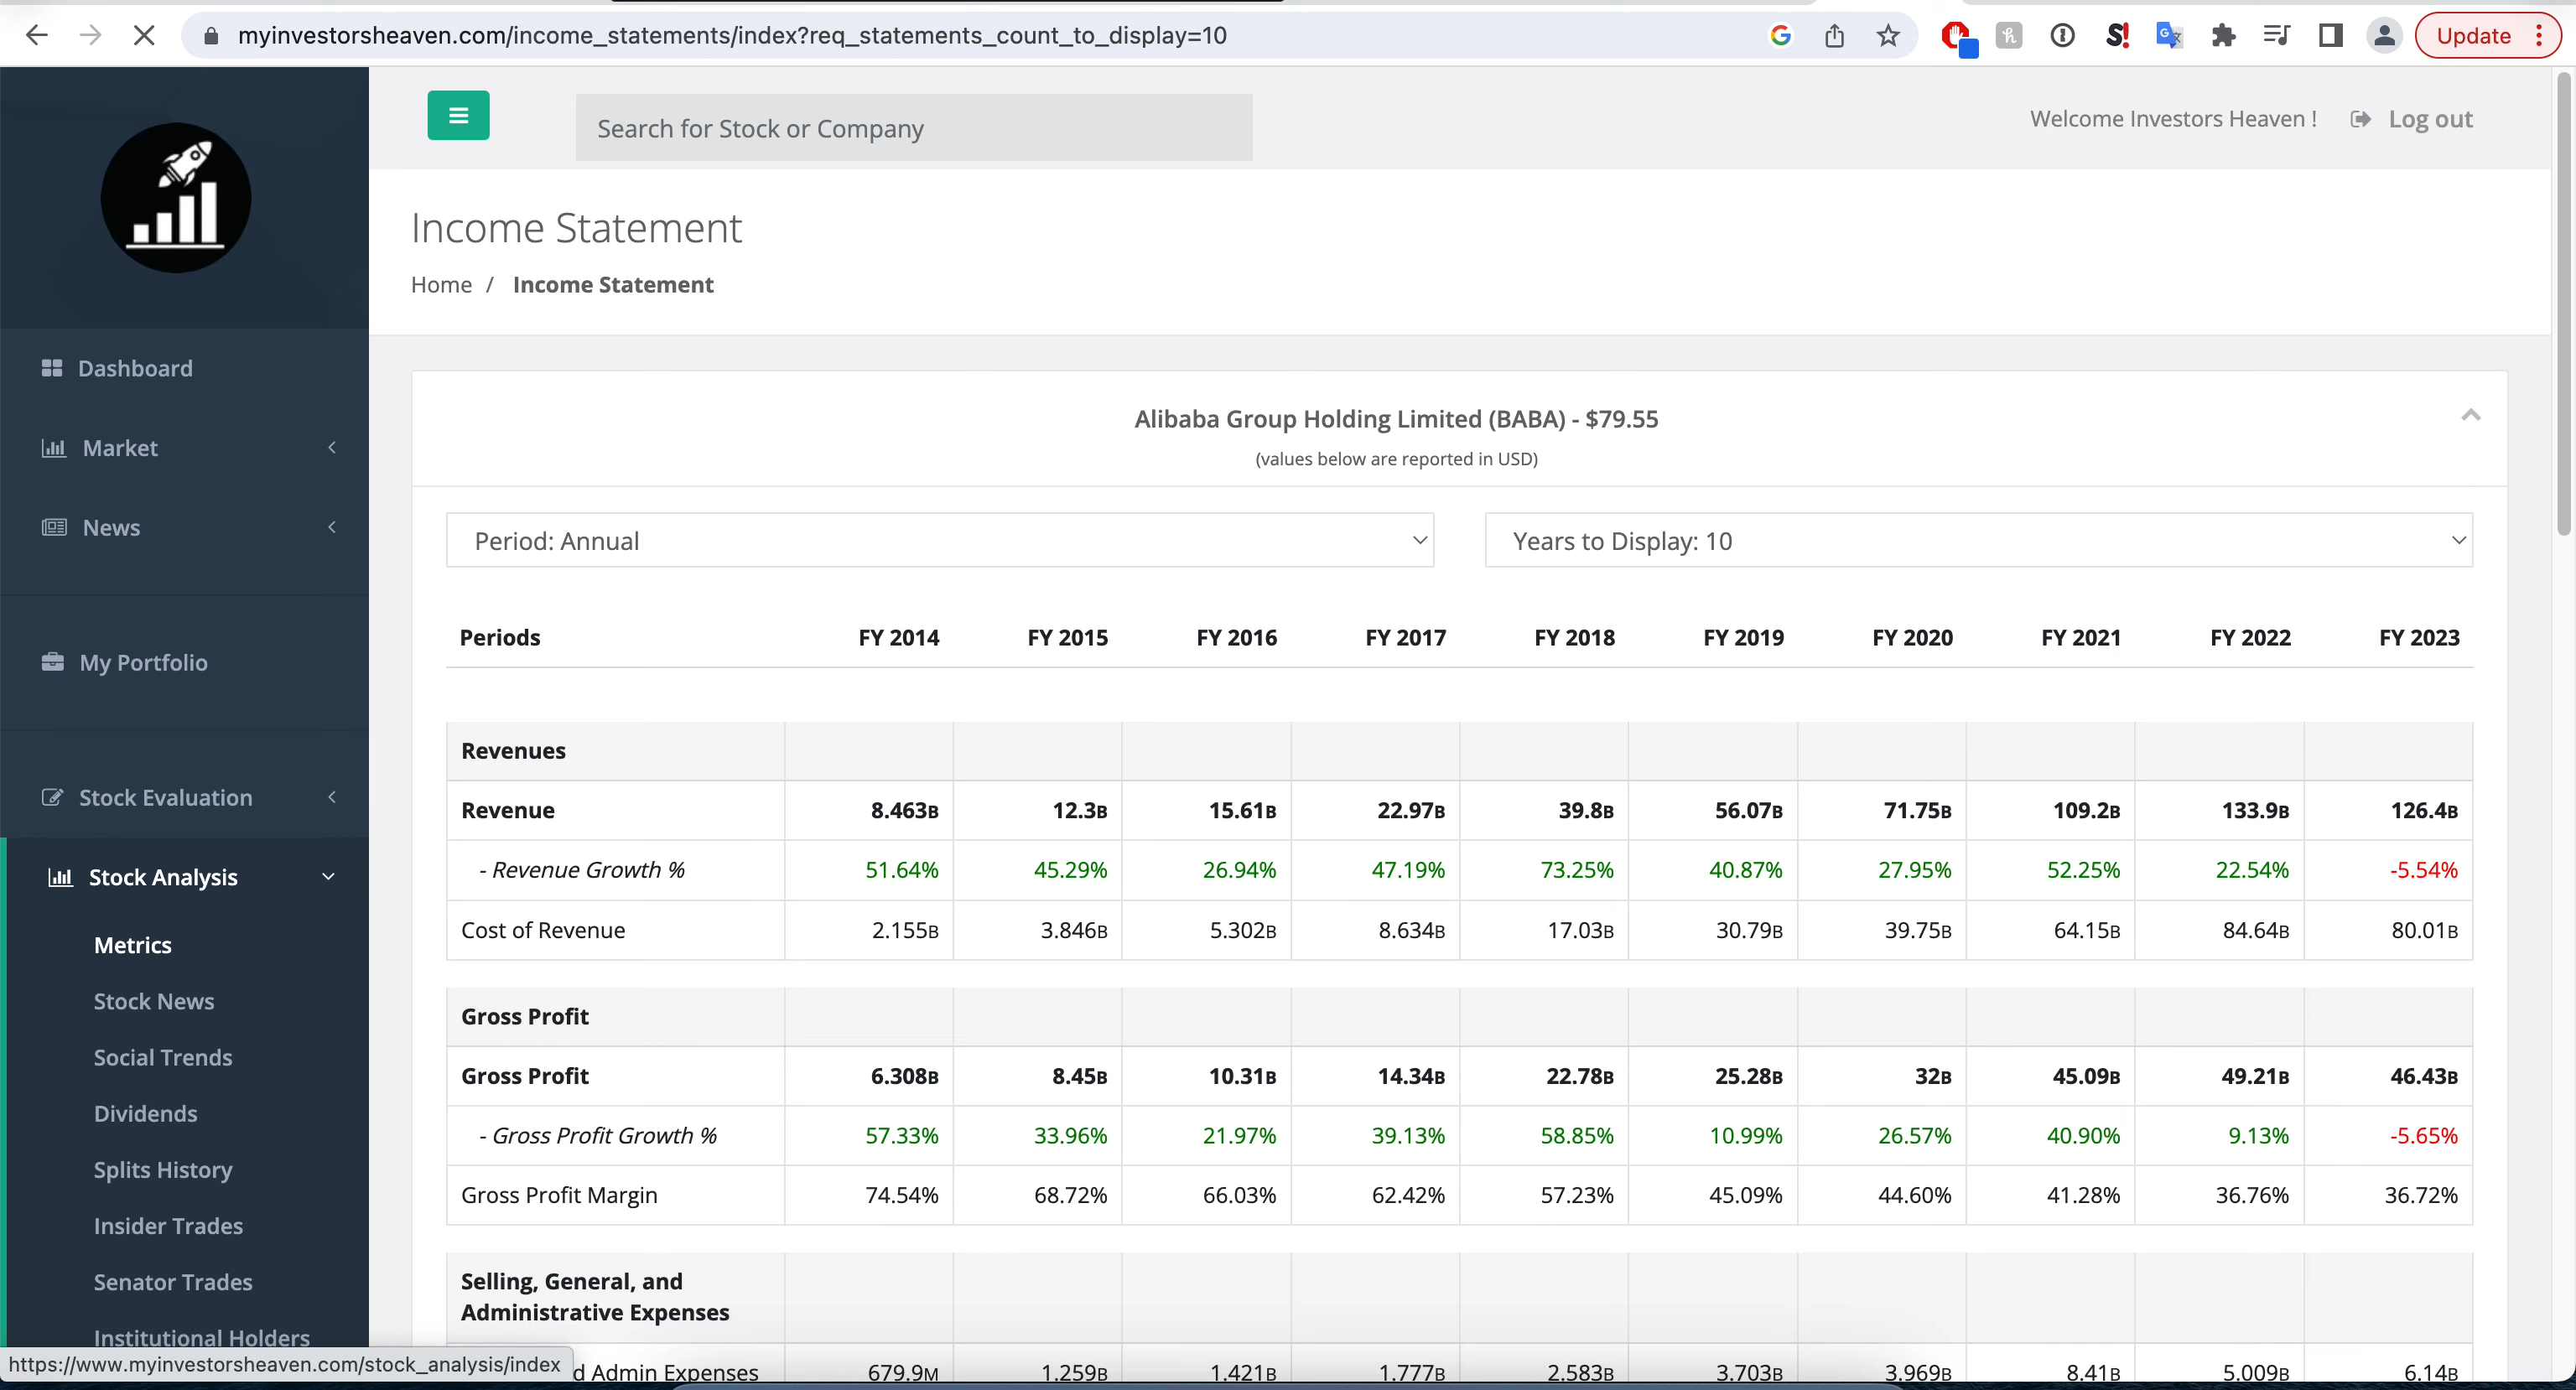 myinvestorsheaven.com/income_statements/index?req_statements_count_to_display=10
Update
Search for Stock or Company
Welcome Investors Heaven !
Log out
Income Statement
Home / Income Statement
Dashboard
Market
News
My Portfolio
Stock Evaluation
Stock Analysis
Metrics
Stock News
Social Trends
Dividends
Splits History
Insider Trades
Senator Trades
Institutional Holders
https://www.myinvestorsheaven.com/stock_analysis/index
Alibaba Group Holding Limited (BABA) - $79.55
(values below are reported in USD)
Period: Annual
Years to Display: 10
Periods FY 2014 FY 2015 FY 2016 FY 2017 FY 2018 FY 2019 FY 2020 FY 2021 FY 2022 FY 2023
Revenues
Revenue 8.463B 12.3B 15.61B 22.97B 39.8B 56.07B 71.75B 109.2B 133.9B 126.4B
- Revenue Growth % 51.64% 45.29% 26.94% 47.19% 73.25% 40.87% 27.95% 52.25% 22.54% -5.54%
Cost of Revenue 2.155B 3.846B 5.302B 8.634B 17.03B 30.79B 39.75B 64.15B 84.64B 80.01B
Gross Profit
Gross Profit 6.308B 8.45B 10.31B 14.34B 22.78B 25.28B 32B 45.09B 49.21B 46.43B
- Gross Profit Growth % 57.33% 33.96% 21.97% 39.13% 58.85% 10.99% 26.57% 40.90% 9.13% -5.65%
Gross Profit Margin 74.54% 68.72% 66.03% 62.42% 57.23% 45.09% 44.60% 41.28% 36.76% 36.72%
Selling, General, and
Administrative Expenses
d Admin Expenses 679.9M 1.259B 1.421B 1.777B 2.583B 3.703B 3.969B 8.41B 5.009B 6.14B